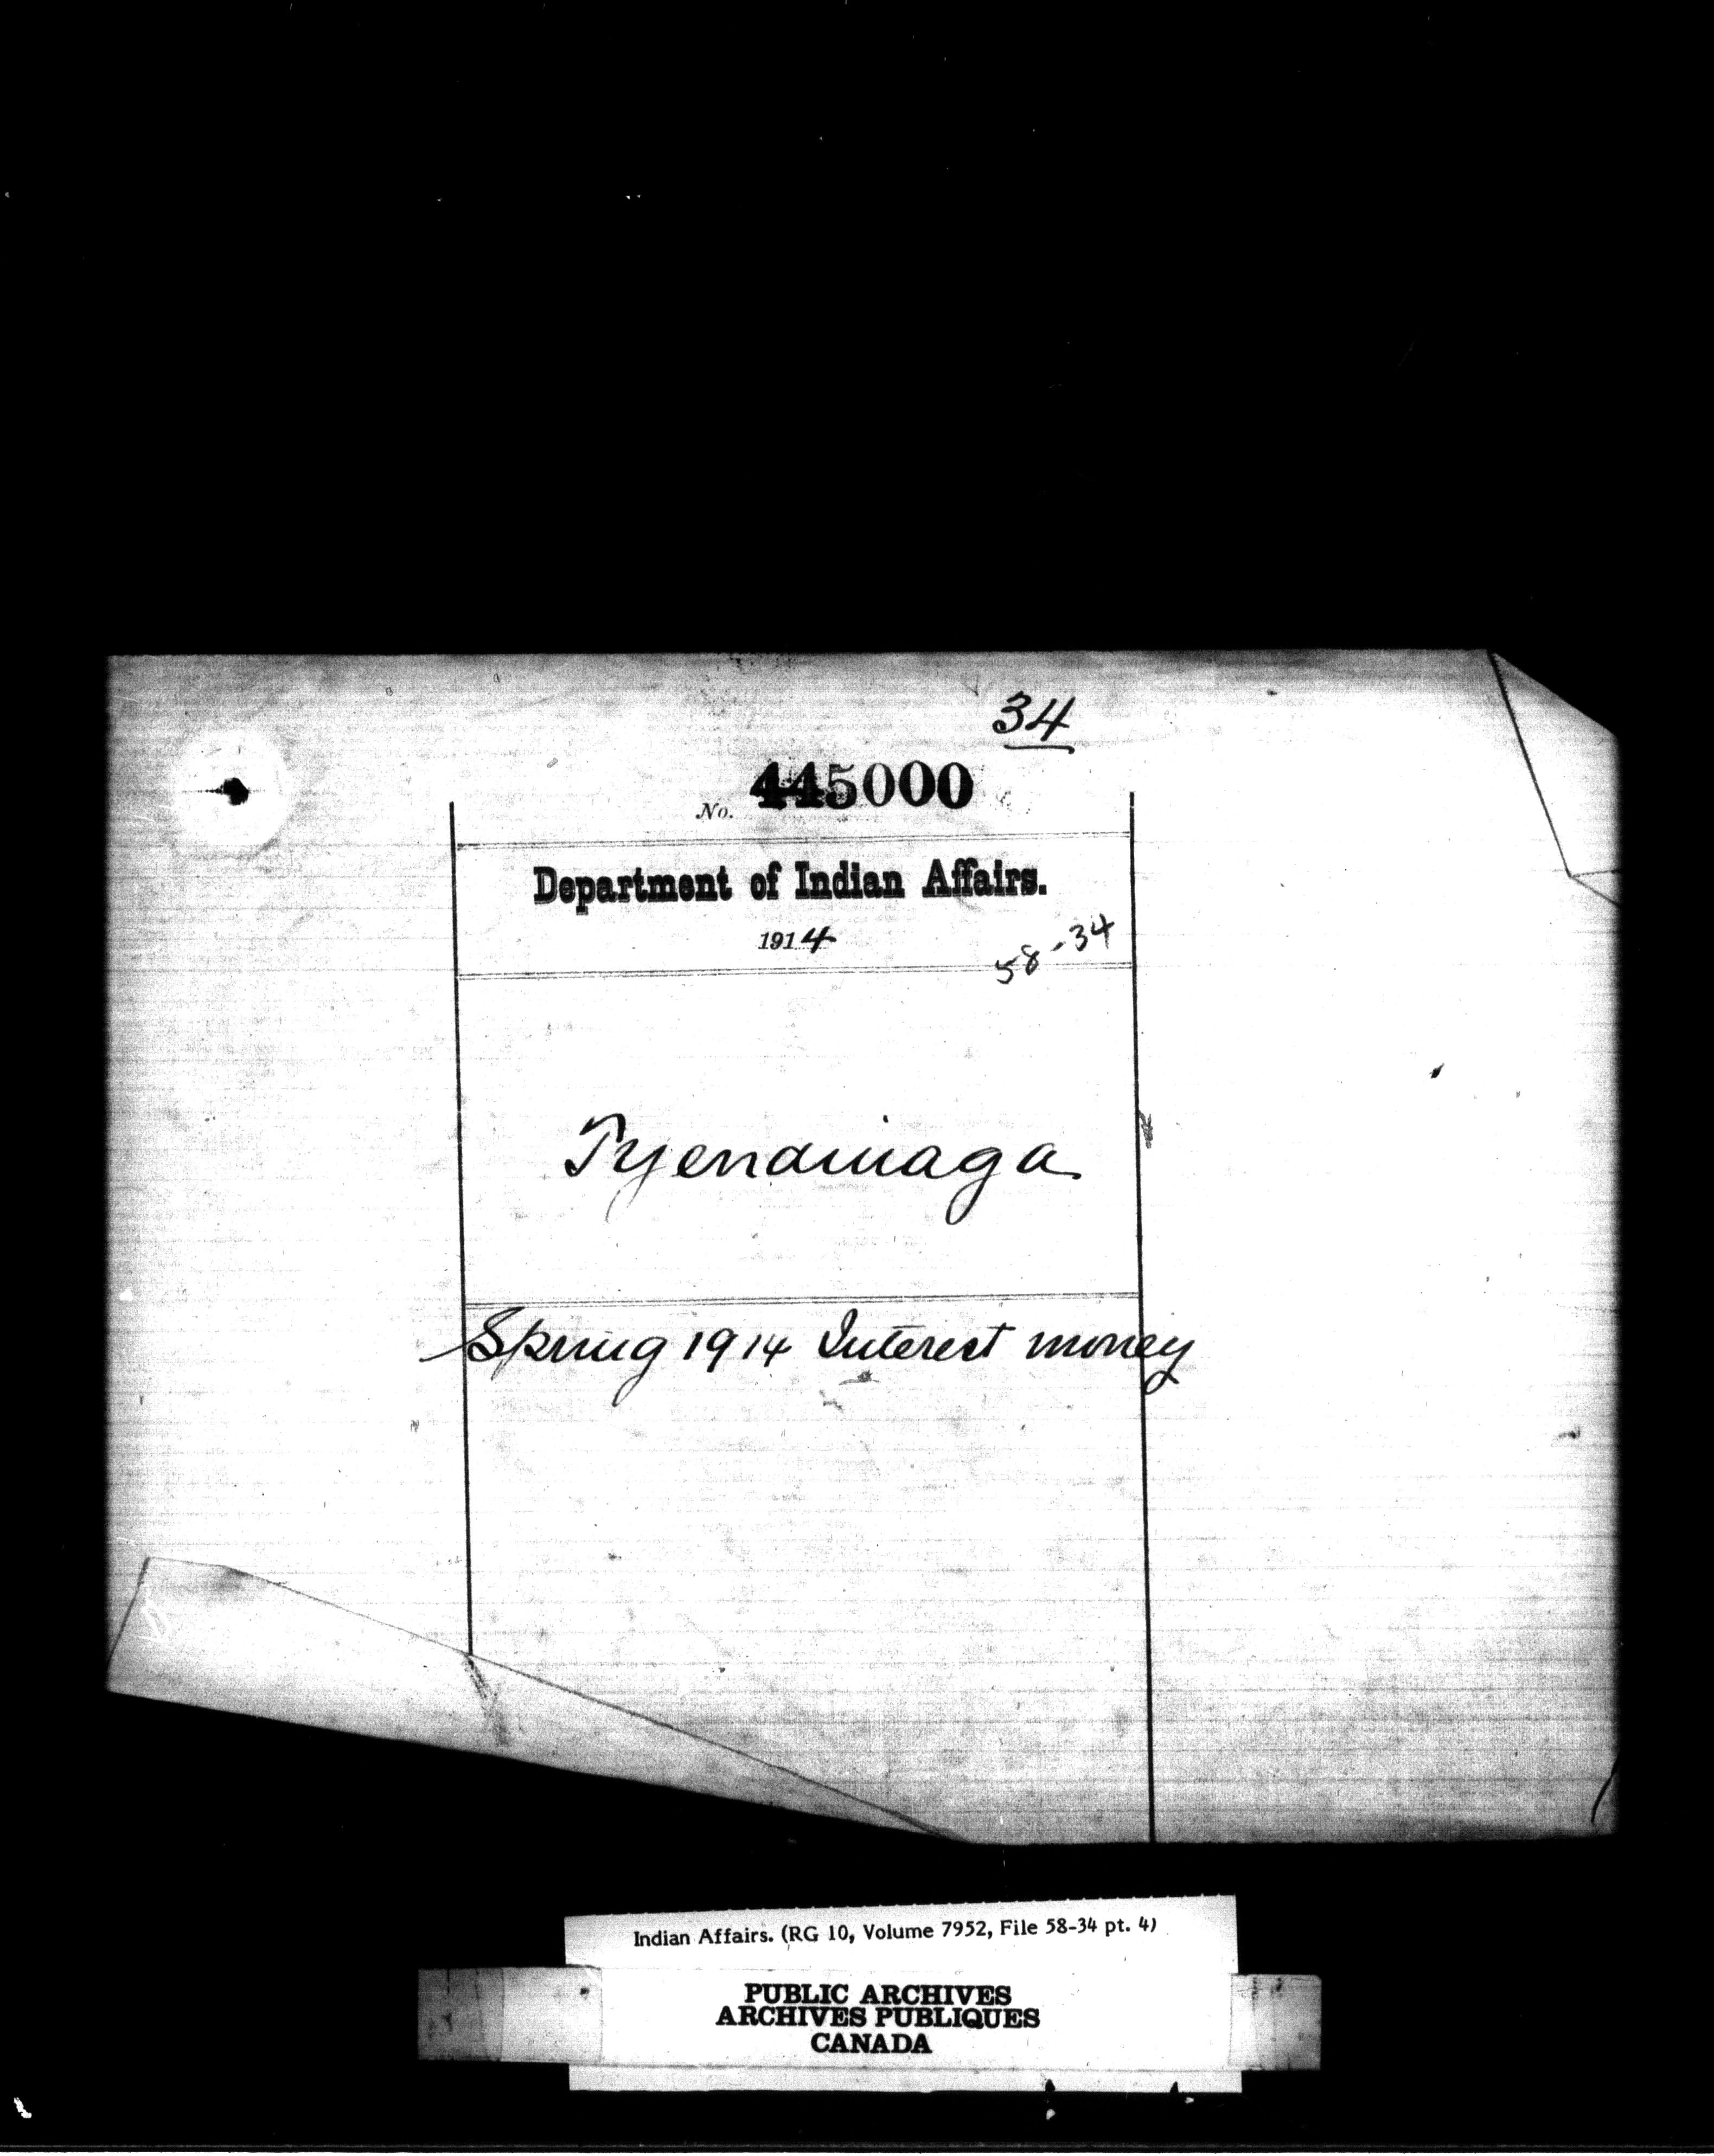 34
No. 445000
Department of Indian Affairs.
1914
58-34
Tyendinaga
Spring 1914 Interest money
Indian Affairs. (RG 10, Volume 7952, File 58-34 pt. 4)
PUBLIC ARCHIVES
ARCHIVES PUBLIQUES
CANADA